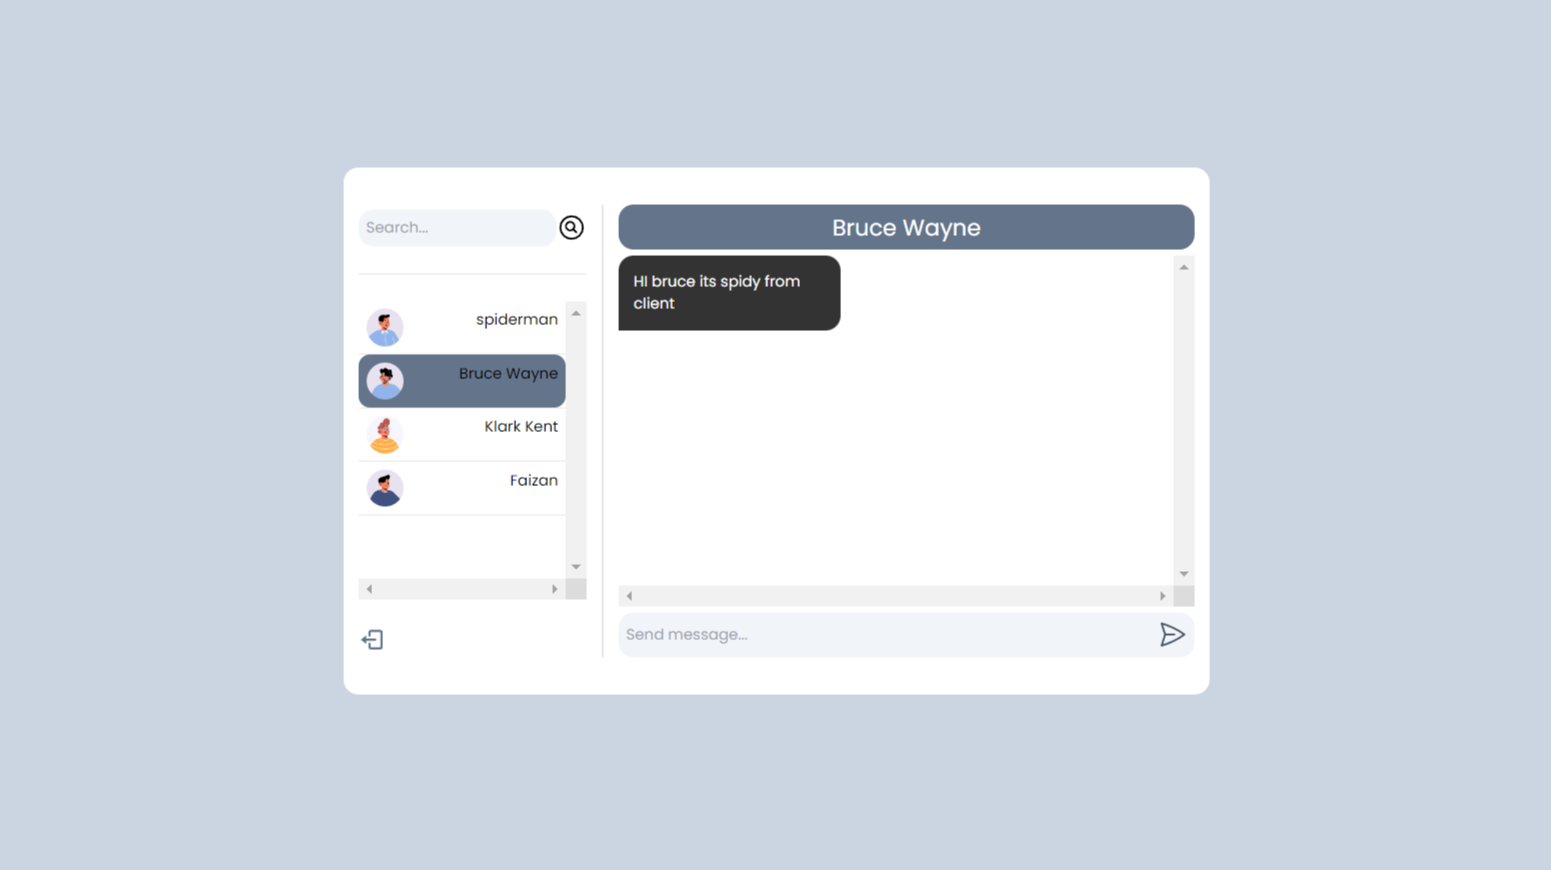 Search...
spiderman
Bruce Wayne
Klark Kent
Faizan
Bruce Wayne
HI bruce its spidy from
client
Send message...